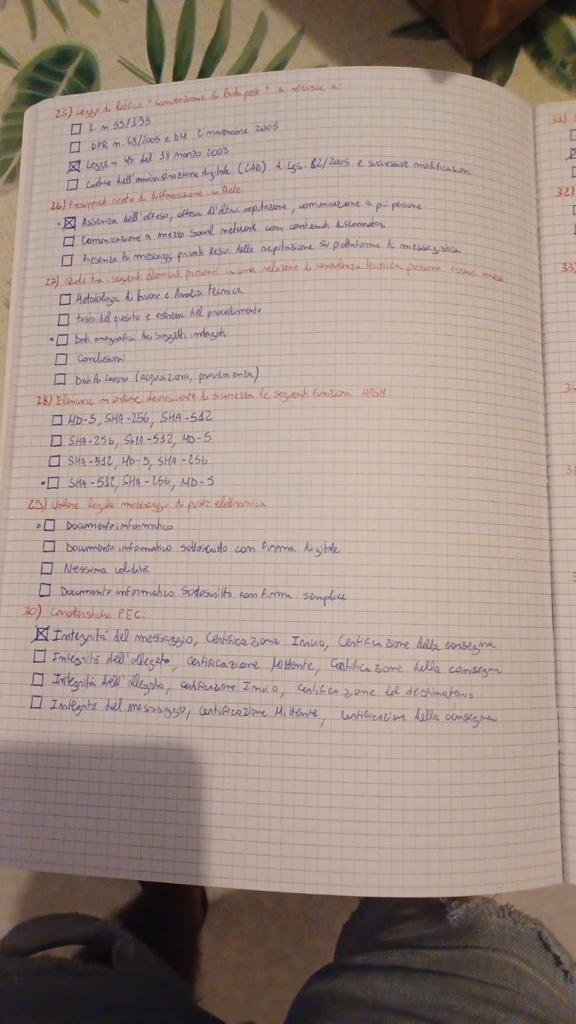 25) Legge di Ratifica "Convenzione di Budapest" si riferisce a:
L. n 53/135
DPR n. 68/2005 e DM 2 novembre 2005
Legge n 48 del 18 marzo 2008
Codice dell'amministrazione digitale (CAD) d. Lgs. 82/2005 e successive modificazioni
26) Presupposti reato di diffamazione in Rete
Assenza dell'offeso, offesa all'altrui reputazione, comunicazione a più persone
Comunicazione a mezzo social network con contenuti diffamatori
Presenza tra messaggi privati della reputazione su piattaforme di messaggistica
27) Quale tra i seguenti elementi presenti in una relazione di consulenza tecnica possono essere
Metodologia di lavoro e Analisi tecnica
testo del quesito e estremi del procedimento
Dati anagrafici dei soggetti indagati
Conclusioni
Dati di lavoro (acquisizioni, provenienza)
28) Elencare in ordine decrescente di sicurezza le seguenti funzioni HASH
MD-5, SHA-256, SHA-512
SHA-256, SHA-512, MD-5
SHA-512, MD-5, SHA-256
SHA-512, SHA-256, MD-5
29) Valore legale messaggio di posta elettronica
Documento informatico
Documento informatico sottoscritto con firma digitale
Nessuna validità
Documento informatico sottoscritto con firma semplice
30) Caratteristiche PEC:
Integrità del messaggio, Certificazione Invio, Certificazione della consegna
Integrità dell'allegato, certificazione Mittente, Certificazione della consegna
Integrità dell'allegato, certificazione Invio, certificazione del destinatario
Integrità del messaggio, certificazione Mittente, certificazione della consegna
32)
33